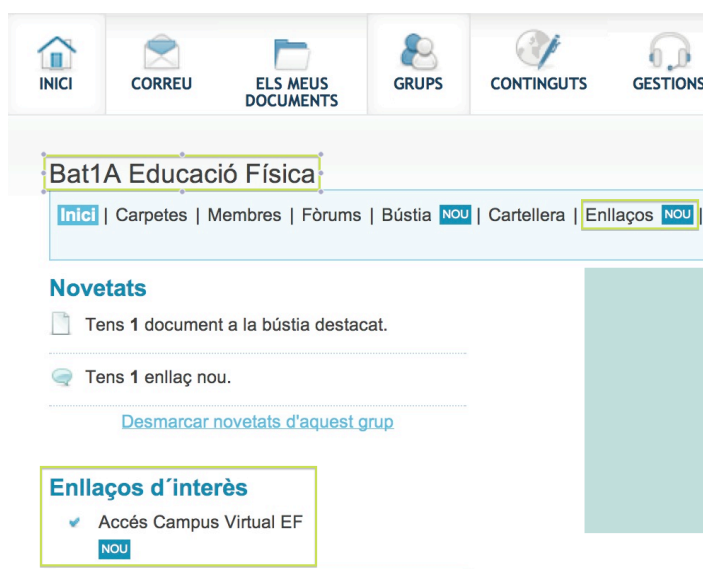 INICI CORREU ELS MEUS DOCUMENTS GRUPS CONTINGUTS GESTIONS
Bat1A Educació Física
Inici | Carpetes | Membres | Fòrums | Bústia NOU | Cartellera | Enllaços NOU |
Novetats
Tens 1 document a la bústia destacat.
Tens 1 enllaç nou.
Desmarcar novetats d'aquest grup
Enllaços d´interès
Accés Campus Virtual EF
NOU